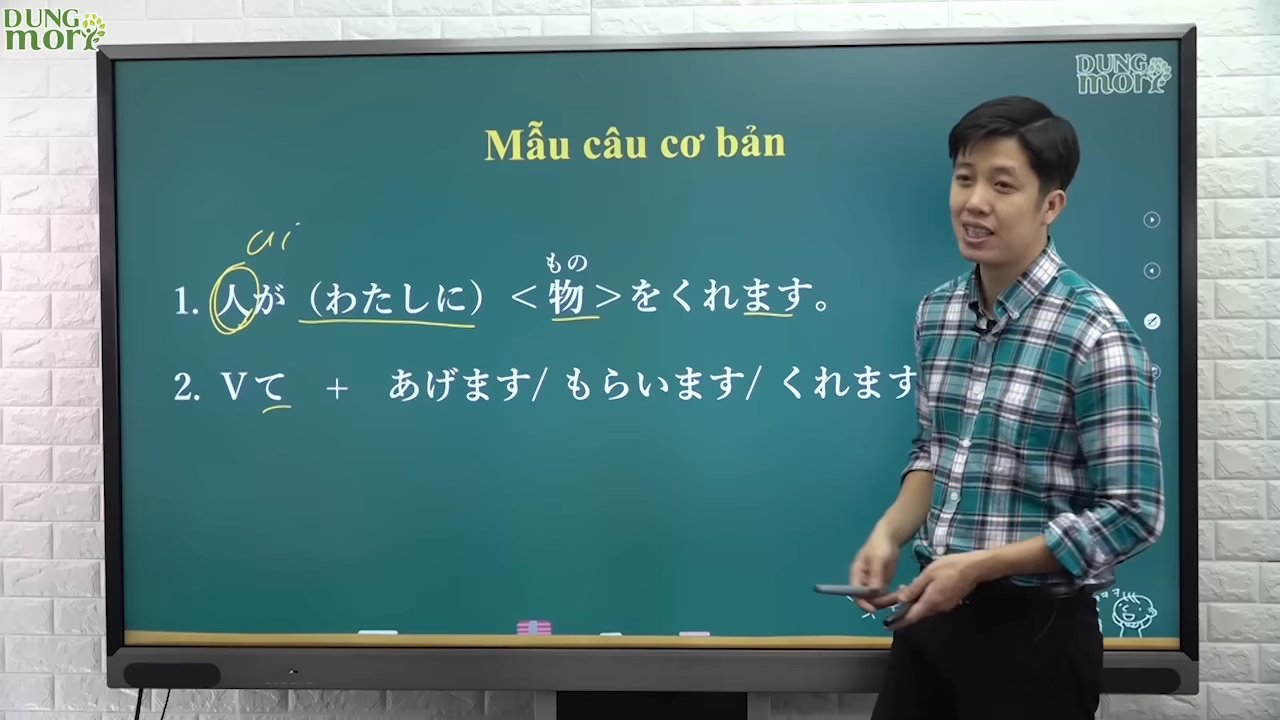 DUNG
mori
DUNG
mori
Mẫu câu cơ bản
ai
もの
1. 人が（わたしに）＜物＞をくれます。
2. Vて + あげます/ もらいます/ くれます